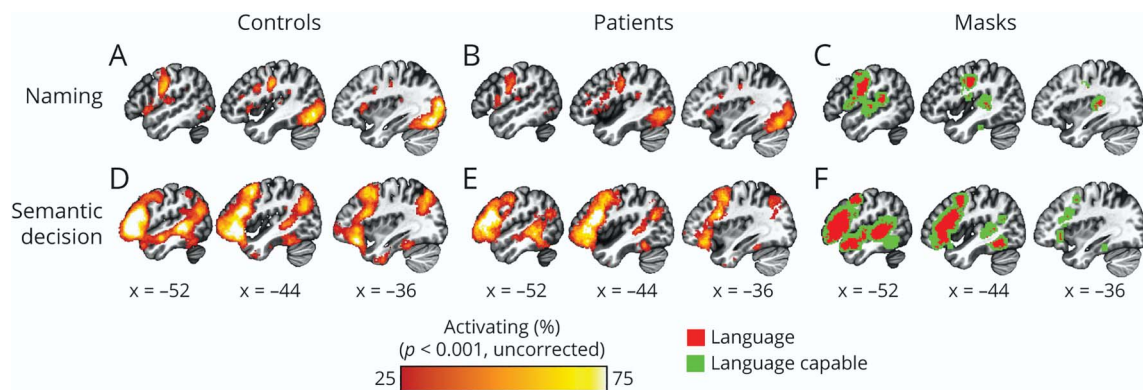 Controls
Patients
Masks
A
B
C
Naming
D
E
F
Semantic
decision
x = –52
x = –44
x = –36
x = –52
x = –44
x = –36
x = –52
x = –44
x = –36
Activating (%)
(p < 0.001, uncorrected)
25
75
Language
Language capable